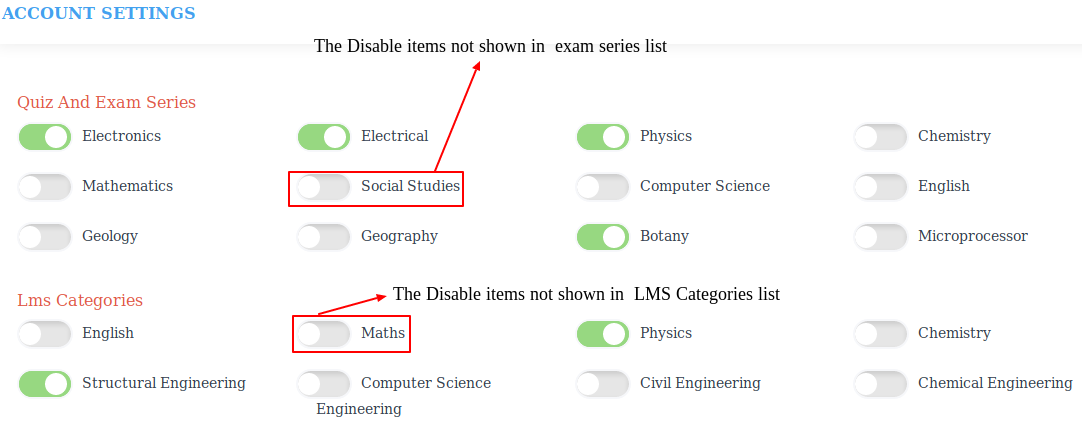 ACCOUNT SETTINGS
The Disable items not shown in exam series list
Quiz And Exam Series
Electronics Electrical Physics Chemistry
Mathematics Social Studies Computer Science English
Geology Geography Botany Microprocessor
Lms Categories
The Disable items not shown in LMS Categories list
English Maths Physics Chemistry
Structural Engineering Computer Science Civil Engineering Chemical Engineering
Engineering